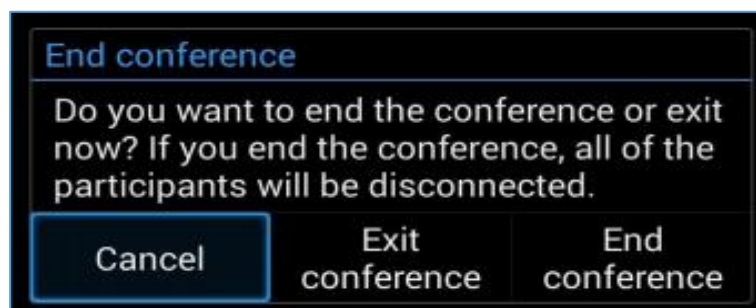 End conference
Do you want to end the conference or exit
now? If you end the conference, all of the
participants will be disconnected.
Cancel
Exit
conference
End
conference